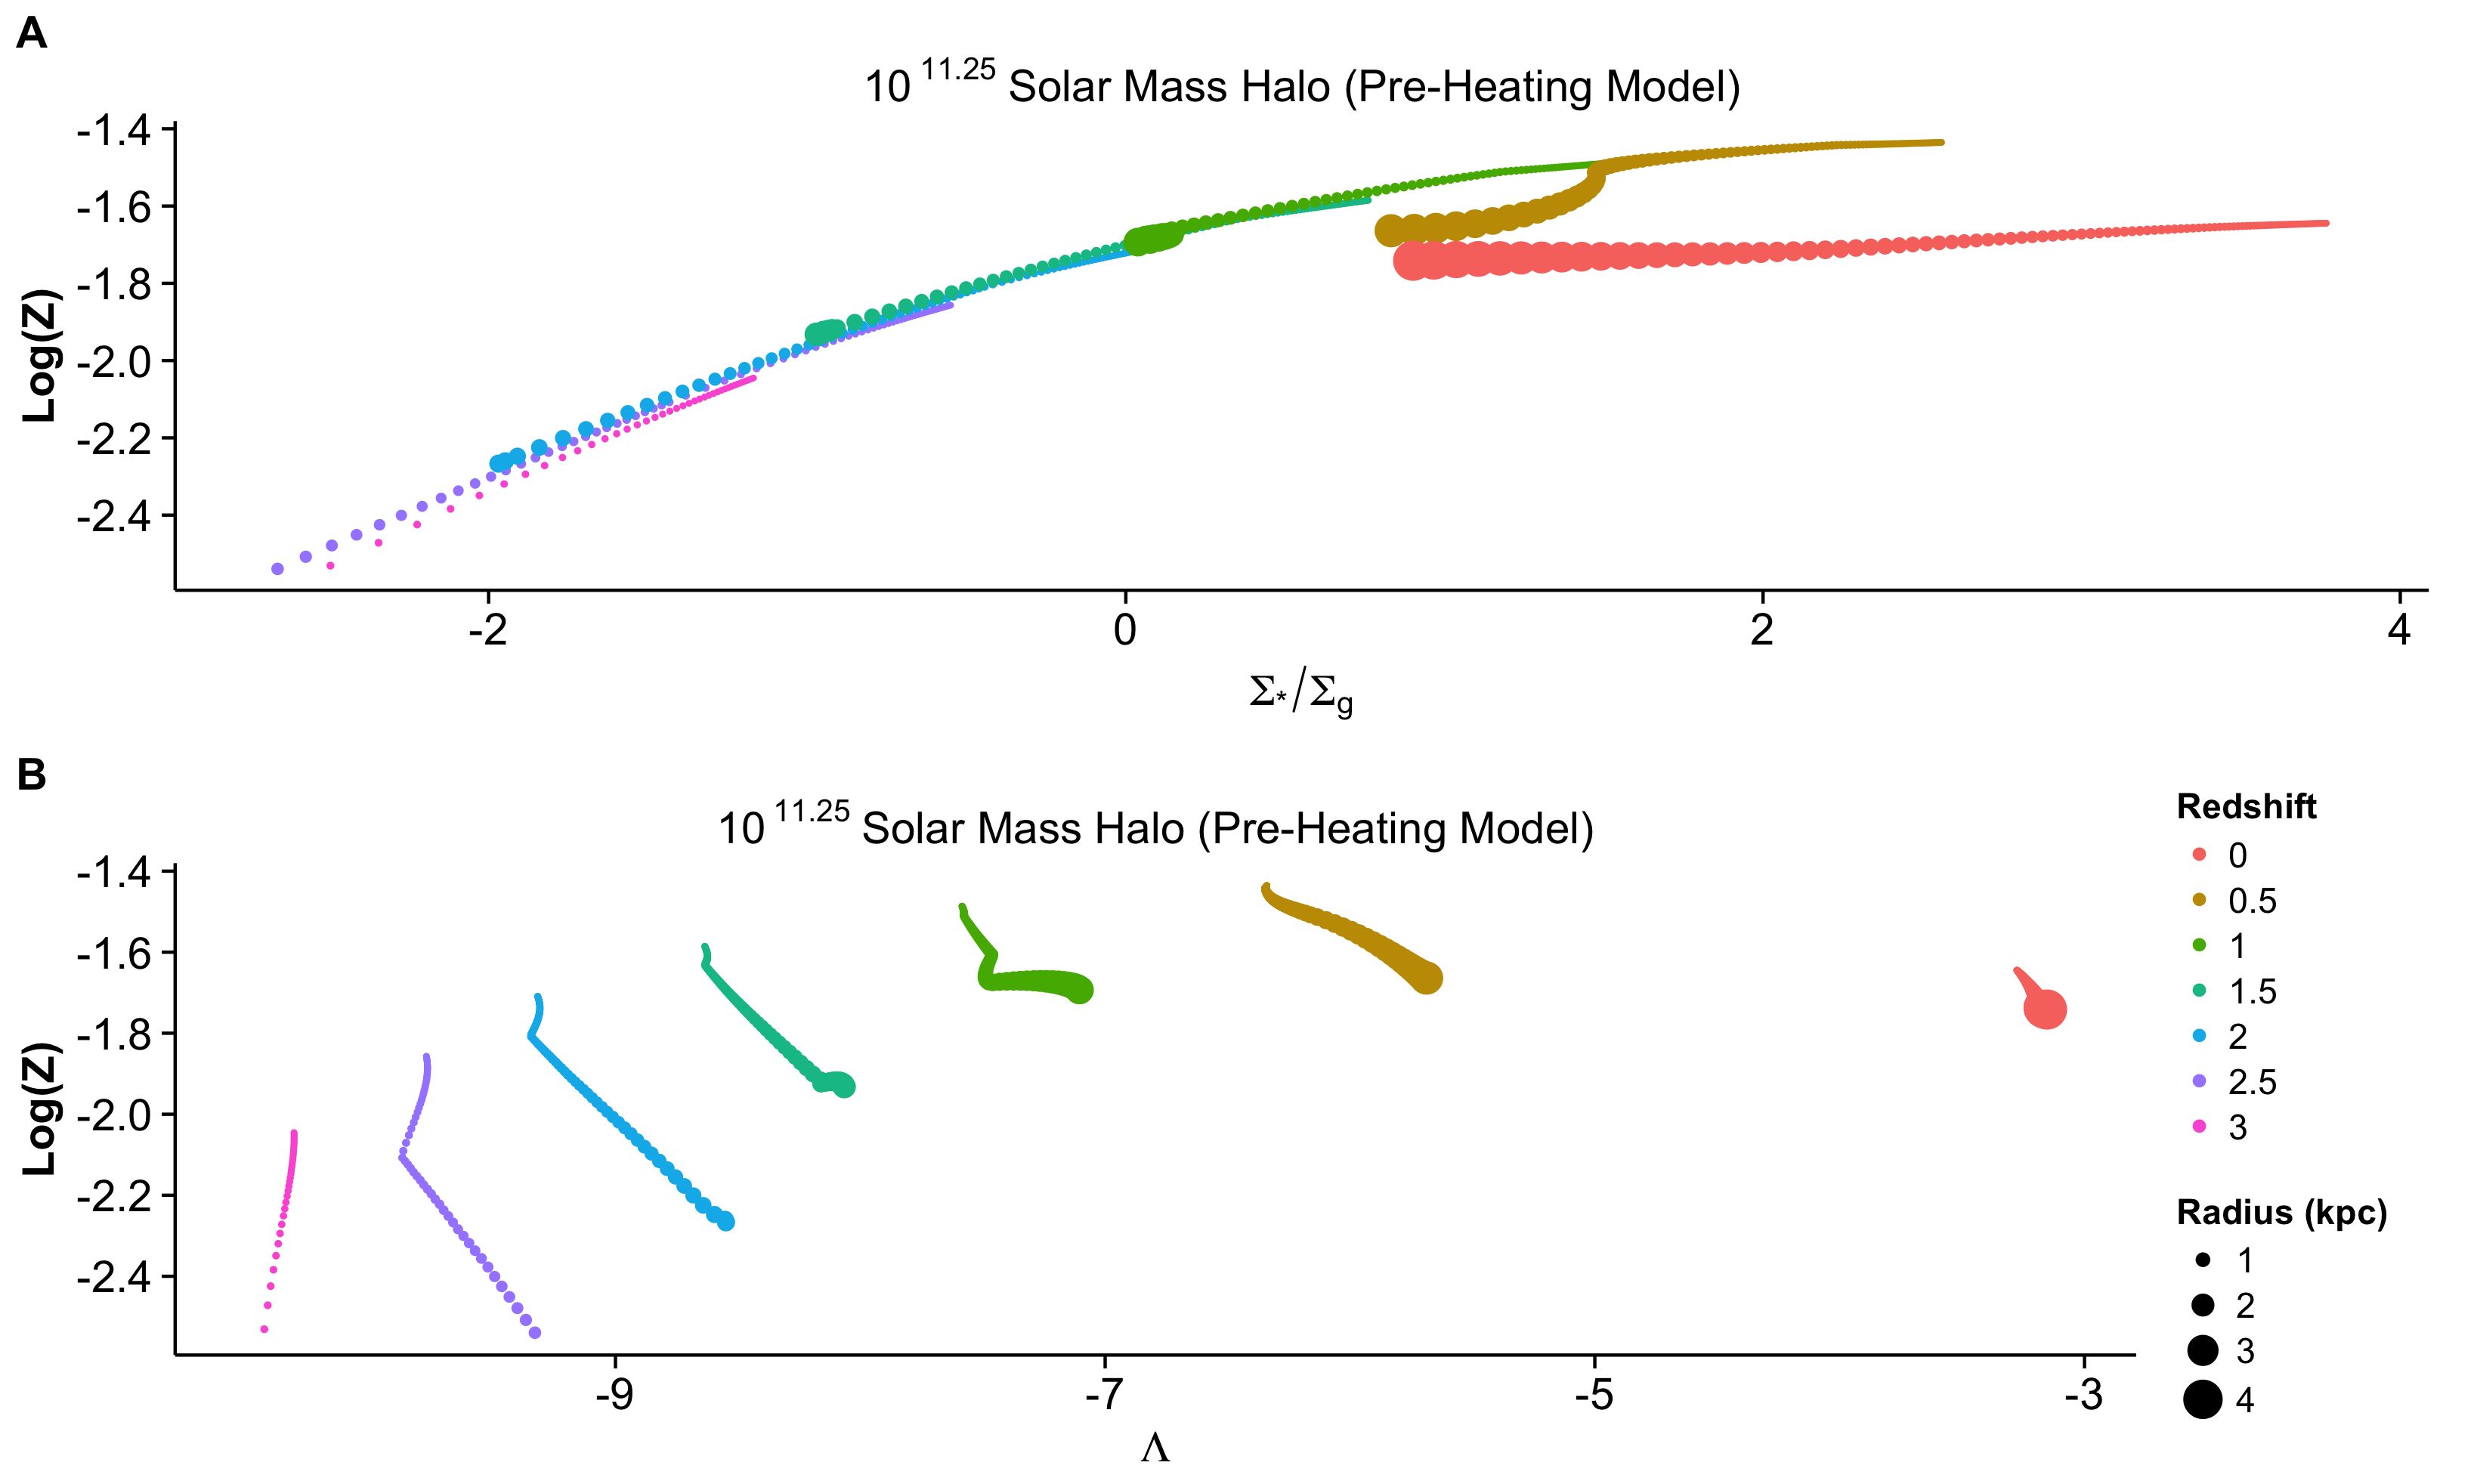 A
10 11.25 Solar Mass Halo (Pre-Heating Model)
-1.4
-1.6
-1.8
-2.0
-2.2
-2.4
Log(Z)
-2 0 2 4
Σ*/Σg
B
10 11.25 Solar Mass Halo (Pre-Heating Model)
-1.4
-1.6
-1.8
-2.0
-2.2
-2.4
Log(Z)
-9 -7 -5 -3
Λ
Redshift
0
0.5
1
1.5
2
2.5
3
Radius (kpc)
1
2
3
4